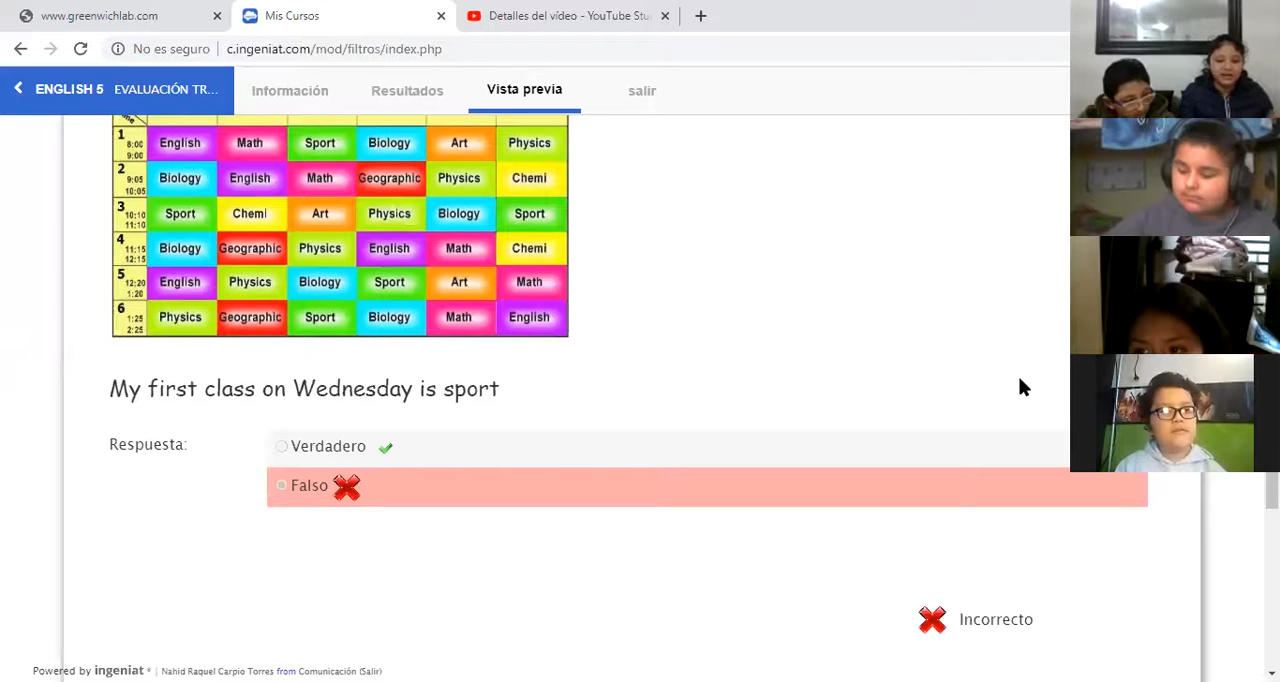 www.greenwichlab.com
Mis Cursos
Detalles del vídeo - YouTube Stu
No es seguro
c.ingeniat.com/mod/filtros/index.php
ENGLISH 5 EVALUACIÓN TR...
Información Resultados Vista previa salir
1 8:00 9:00 English Math Sport Biology Art Physics
2 9:05 10:05 Biology English Math Geographic Physics Chemi
3 10:10 11:10 Sport Chemi Art Physics Biology Sport
4 11:15 12:15 Biology Geographic Physics English Math Chemi
5 12:20 1:20 English Physics Biology Sport Art Math
6 1:25 2:25 Physics Geographic Sport Biology Math English
My first class on Wednesday is sport
Respuesta:
Verdadero
Falso
Incorrecto
Powered by ingeniat ® | Nahid Raquel Carpio Torres from Comunicación (Salir)